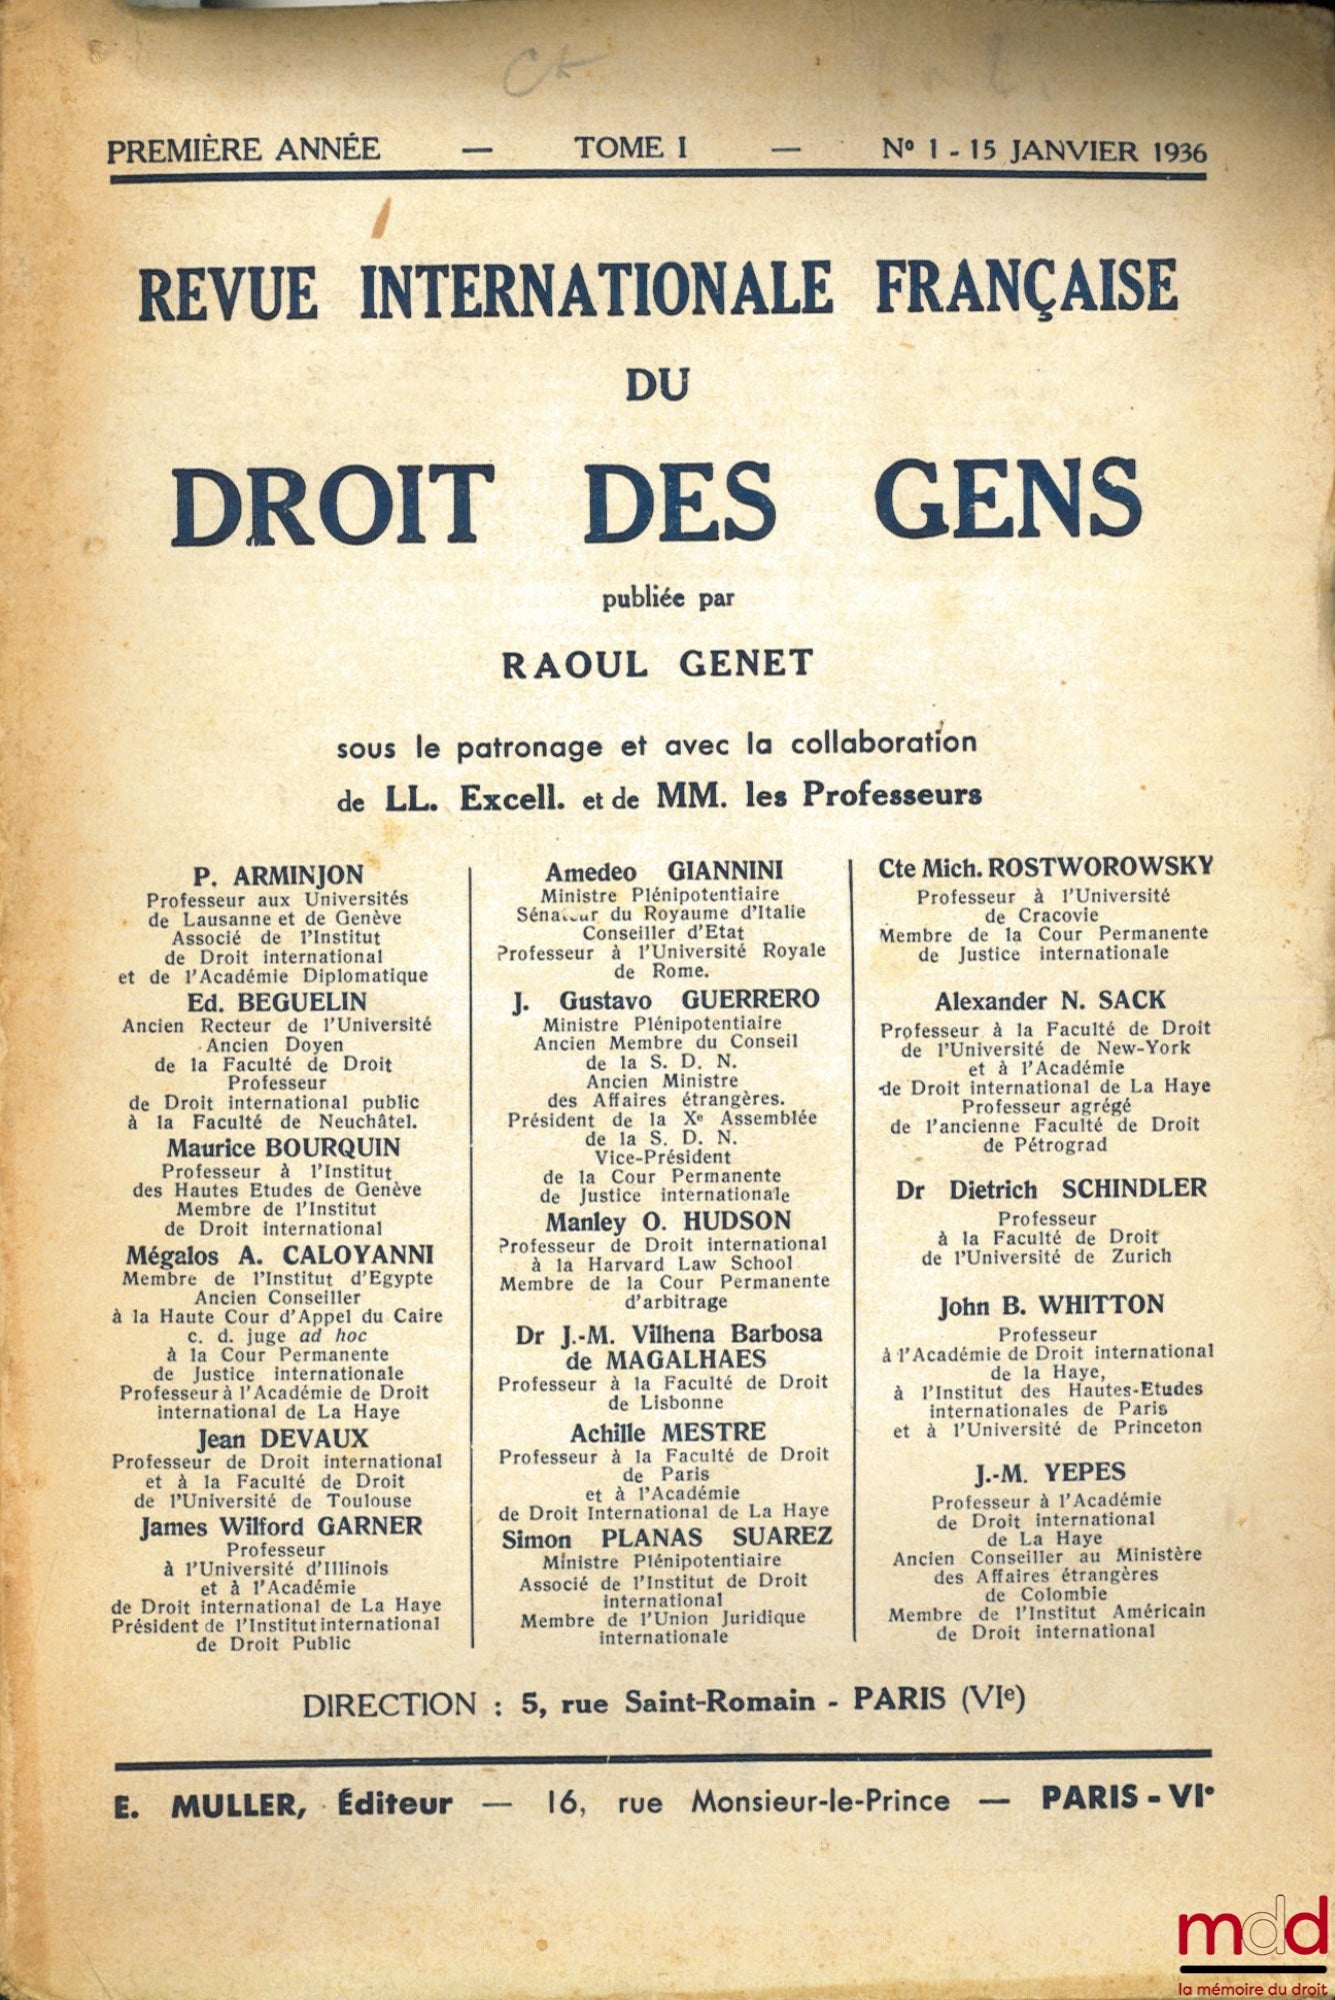 PREMIÈRE ANNÉE — TOME I — Nº 1 - 15 JANVIER 1936
REVUE INTERNATIONALE FRANÇAISE
DU
DROIT DES GENS
publiée par
RAOUL GENET
sous le patronage et avec la collaboration
de LL. Excell. et de MM. les Professeurs
P. ARMINJON
Professeur aux Universités
de Lausanne et de Genève
Associé de l'Institut
de Droit international
et de l'Académie Diplomatique
Ed. BEGUELIN
Ancien Recteur de l'Université
Ancien Doyen
de la Faculté de Droit
Professeur
de Droit international public
à la Faculté de Neuchâtel.
Maurice BOURQUIN
Professeur à l'Institut
des Hautes Etudes de Genève
Membre de l'Institut
de Droit international
Mégalos A. CALOYANNI
Membre de l'Institut d'Egypte
Ancien Conseiller
à la Haute Cour d'Appel du Caire
c. d. juge ad hoc
à la Cour Permanente
de Justice internationale
Professeur à l'Académie de Droit
international de La Haye
Jean DEVAUX
Professeur de Droit international
et à la Faculté de Droit
de l'Université de Toulouse
James Wilford GARNER
Professeur
à l'Université d'Illinois
et à l'Académie
de Droit international de La Haye
Président de l'Institut international
de Droit Public
Amedeo GIANNINI
Ministre Plénipotentiaire
Sénateur du Royaume d'Italie
Conseiller d'Etat
Professeur à l'Université Royale
de Rome.
J. Gustavo GUERRERO
Ministre Plénipotentiaire
Ancien Membre du Conseil
de la S. D. N.
Ancien Ministre
des Affaires étrangères.
Président de la Xe Assemblée
de la S. D. N.
Vice-Président
de la Cour Permanente
de Justice internationale
Manley O. HUDSON
Professeur de Droit international
à la Harvard Law School
Membre de la Cour Permanente
d'arbitrage
Dr J.-M. Vilhena Barbosa
de MAGALHAES
Professeur à la Faculté de Droit
de Lisbonne
Achille MESTRE
Professeur à la Faculté de Droit
de Paris
et à l'Académie
de Droit International de La Haye
Simon PLANAS SUAREZ
Ministre Plénipotentiaire
Associé de l'Institut de Droit
international
Membre de l'Union Juridique
internationale
Cte Mich. ROSTWOROWSKY
Professeur à l'Université
de Cracovie
Membre de la Cour Permanente
de Justice internationale
Alexander N. SACK
Professeur à la Faculté de Droit
de l'Université de New-York
et à l'Académie
de Droit international de La Haye
Professeur agrégé
de l'ancienne Faculté de Droit
de Pétrograd
Dr Dietrich SCHINDLER
Professeur
à la Faculté de Droit
de l'Université de Zurich
John B. WHITTON
Professeur
à l'Académie de Droit international
de la Haye,
à l'Institut des Hautes-Etudes
internationales de Paris
et à l'Université de Princeton
J.-M. YEPES
Professeur à l'Académie
de Droit international
de La Haye
Ancien Conseiller au Ministère
des Affaires étrangères
de Colombie
Membre de l'Institut Américain
de Droit international
DIRECTION : 5, rue Saint-Romain - PARIS (VIe)
E. MULLER, Éditeur — 16, rue Monsieur-le-Prince — PARIS - VIe
mdd
la mémoire du droit